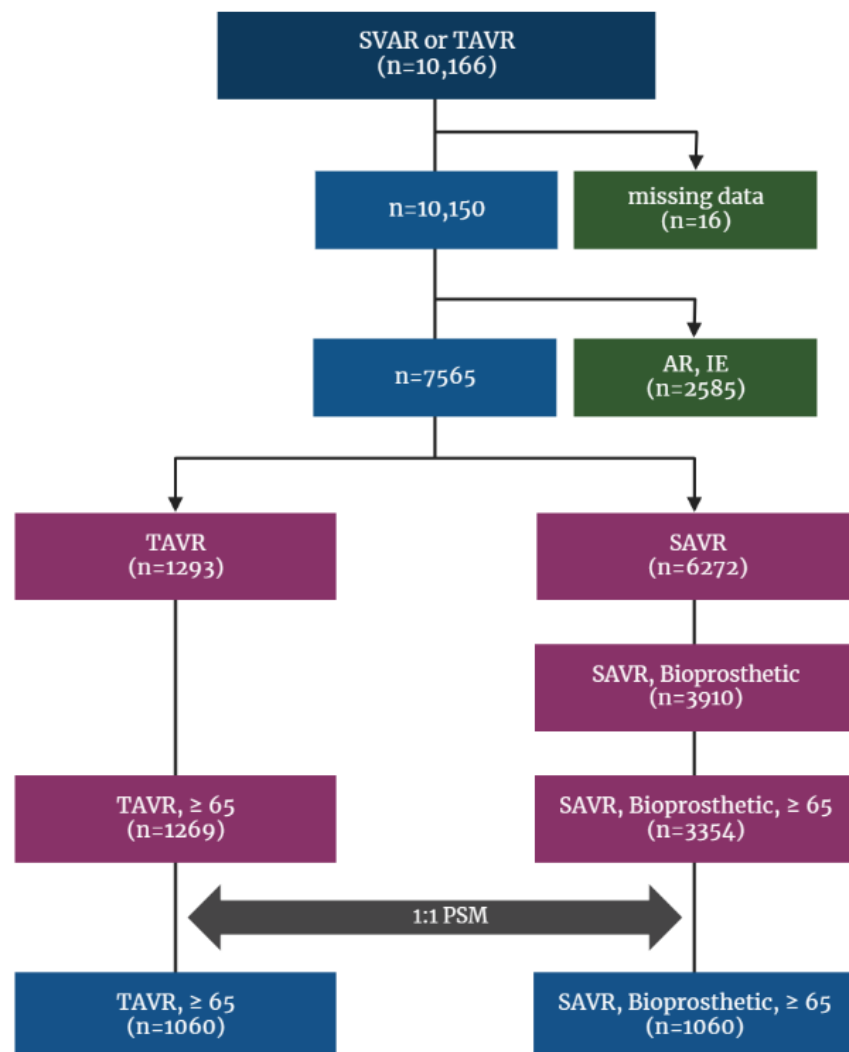 SVAR or TAVR
(n=10,166)
n=10,150
missing data
(n=16)
n=7565
AR, IE
(n=2585)
TAVR
(n=1293)
SAVR
(n=6272)
SAVR, Bioprosthetic
(n=3910)
TAVR, ≥ 65
(n=1269)
SAVR, Bioprosthetic, ≥ 65
(n=3354)
1:1 PSM
TAVR, ≥ 65
(n=1060)
SAVR, Bioprosthetic, ≥ 65
(n=1060)